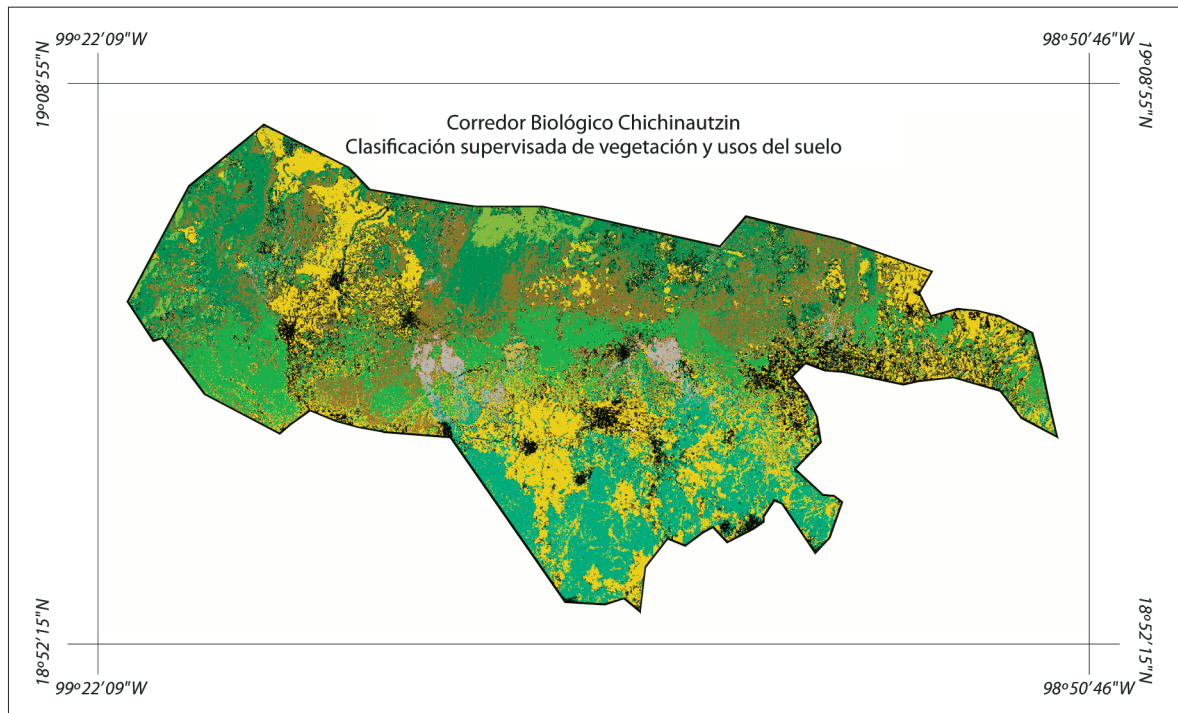 99º22’09"W
98º50’46"W
19º08’55"N
19º08’55"N
Corredor Biológico Chichinautzin
Clasificación supervisada de vegetación y usos del suelo
18º52’15"N
18º52’15"N
99º22’09"W
98º50’46"W